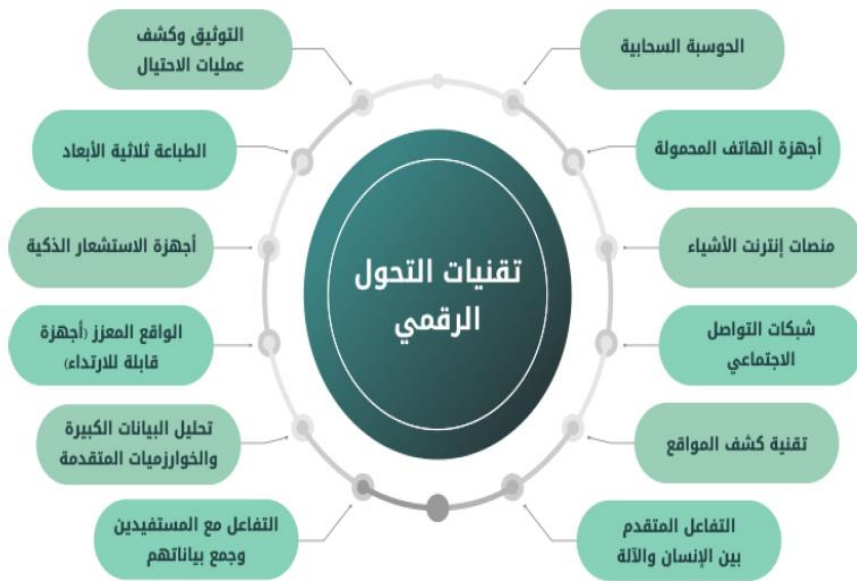 تقنيات التحول
الرقمي
الحوسبة السحابية
أجهزة الهاتف المحمولة
منصات إنترنت الأشياء
شبكات التواصل
الاجتماعي
تقنية كشف المواقع
التفاعل المتقدم
بين الإنسان والآلة
التوثيق وكشف
عمليات الاحتيال
الطباعة ثلاثية الأبعاد
أجهزة الاستشعار الذكية
الواقع المعزز (أجهزة
قابلة للارتداء)
تحليل البيانات الكبيرة
والخوارزميات المتقدمة
التفاعل مع المستفيدين
وجمع بياناتهم